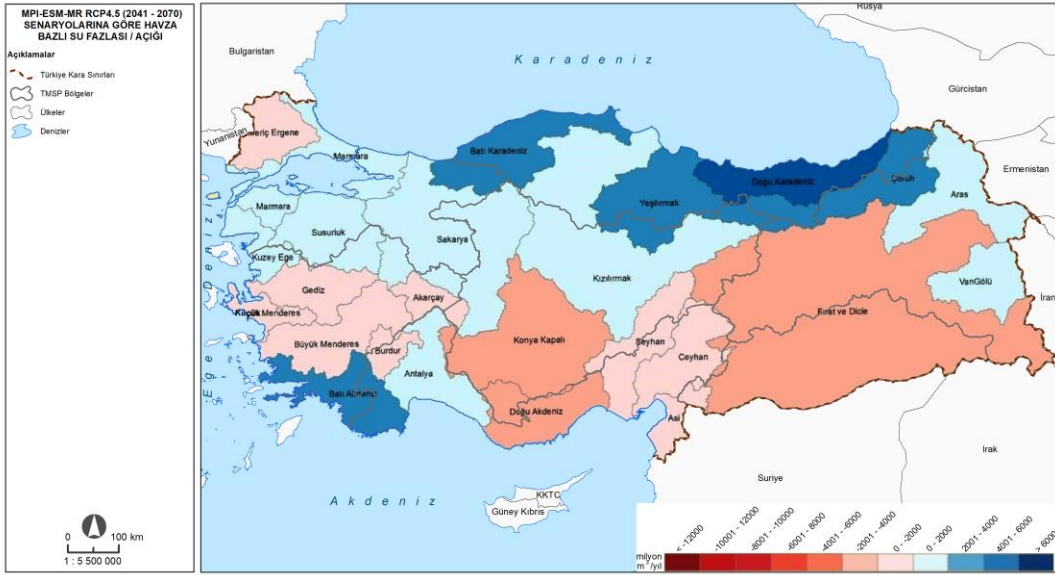 MPI-ESM-MR RCP4.5 (2041 - 2070)
SENARYOLARINA GÖRE HAVZA
BAZLI SU FAZLASI / AÇIĞI
Açıklamalar
Türkiye Kara Sınırları
TMSP Bölgeler
Ülkeler
Denizler
0 100 km
1 : 5 500 000
Rusya
Bulgaristan
Karadeniz
Gürcistan
Yunanistan
Meriç Ergene
Marmara
Batı Karadeniz
Doğu Karadeniz
Çoruh
Ermenistan
Yeşilırmak
Aras
Marmara
Susurluk
Sakarya
Kuzey Ege
Kızılırmak
VanGölü
İran
Gediz
Akarçay
Küçük Menderes
Ege Denizi
Büyük Menderes
Burdur
Konya Kapalı
Seyhan
Ceyhan
Fırat ve Dicle
Antalya
Batı Akdeniz
Doğu Akdeniz
Asi
Irak
Suriye
Akdeniz
KKTC
Güney Kıbrıs
milyon
m³/yıl
< -12000
-10001 - -12000
-8001 - -10000
-6001 - -8000
-4001 - -6000
-2001 - -4000
0 - -2000
0 - 2000
2001 - 4000
4001 - 6000
> 6000